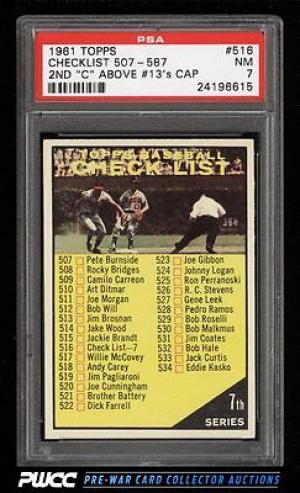 PSA
1961 TOPPS #516
CHECKLIST 507-587 NM
2ND "C" ABOVE #13's CAP 7
24196615
TOPPS BASEBALL
CHECK LIST
507 Pete Burnside
508 Rocky Bridges
509 Camilo Carreon
510 Art Ditmar
511 Joe Morgan
512 Bob Will
513 Jim Brosnan
514 Jake Wood
515 Jackie Brandt
516 Check List—7
517 Willie McCovey
518 Andy Carey
519 Jim Pagliaroni
520 Joe Cunningham
521 Brother Battery
522 Dick Farrell
523 Joe Gibbon
524 Johnny Logan
525 Ron Perranoski
526 R. C. Stevens
527 Gene Leek
528 Pedro Ramos
529 Bob Roselli
530 Bob Malkmus
531 Jim Coates
532 Bob Hale
533 Jack Curtis
534 Eddie Kasko
7th
SERIES
PWCC PRE-WAR CARD COLLECTOR AUCTIONS